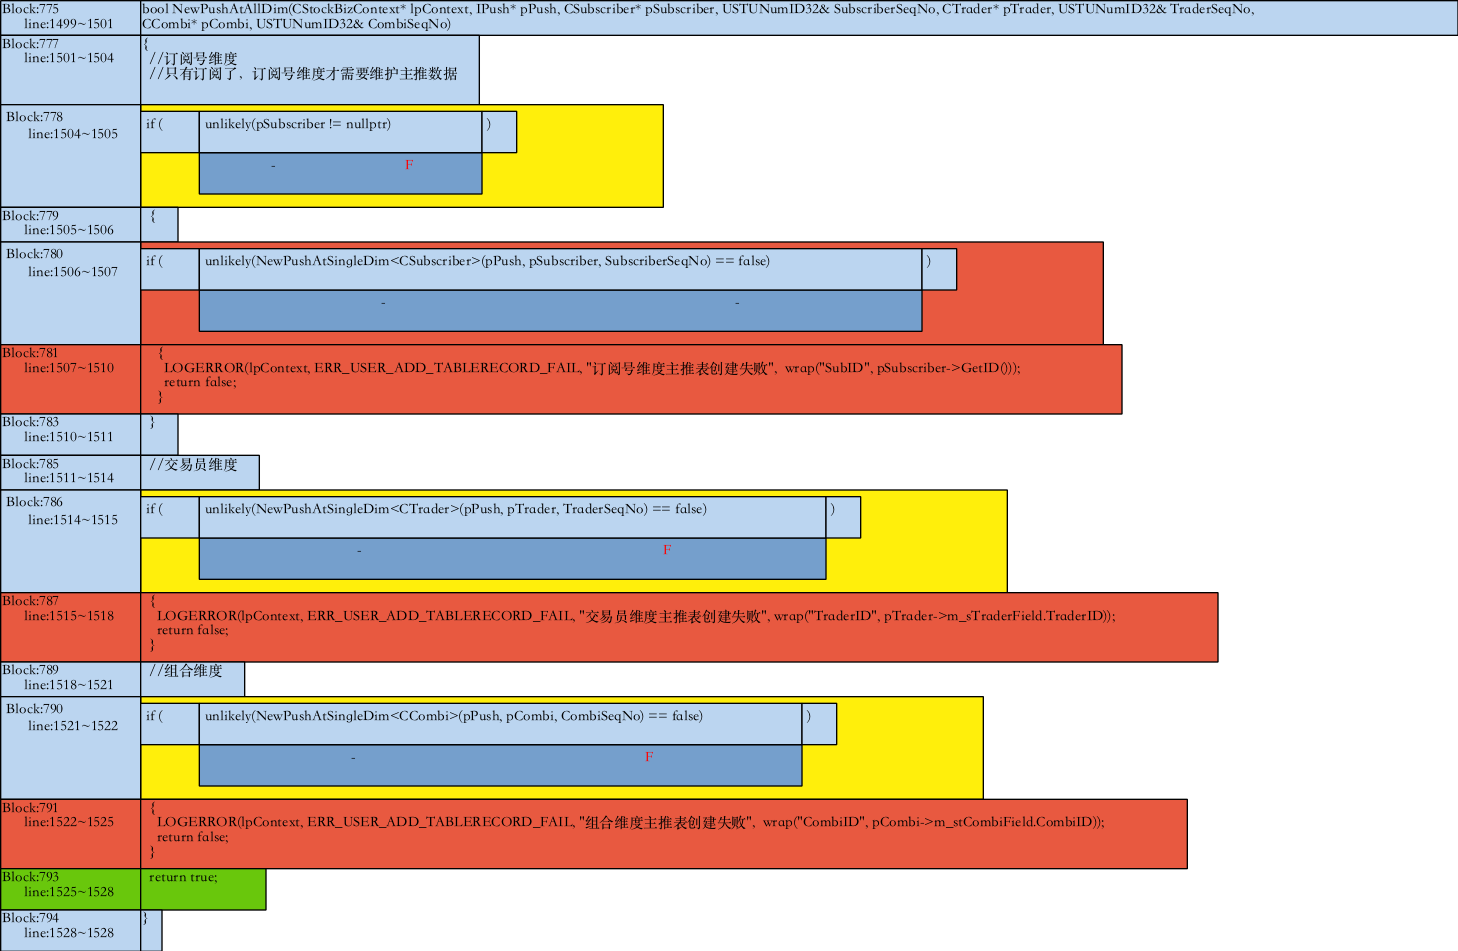 Block:775
line:1499~1501
bool NewPushAtAllDim(CStockBizContext* lpContext, IPush* pPush, CSubscriber* pSubscriber, USTUNumID32& SubscriberSeqNo, CTrader* pTrader, USTUNumID32& TraderSeqNo,
CCombi* pCombi, USTUNumID32& CombiSeqNo)
Block:777
line:1501~1504
{
//订阅号维度
//只有订阅了，订阅号维度才需要维护主推数据
Block:778
line:1504~1505
if ( unlikely(pSubscriber != nullptr) )
- F
Block:779
line:1505~1506
{
Block:780
line:1506~1507
if ( unlikely(NewPushAtSingleDim<CSubscriber>(pPush, pSubscriber, SubscriberSeqNo) == false) )
- -
Block:781
line:1507~1510
{
LOGERROR(lpContext, ERR_USER_ADD_TABLERECORD_FAIL, "订阅号维度主推表创建失败", wrap("SubID", pSubscriber->GetID()));
return false;
}
Block:783
line:1510~1511
}
Block:785
line:1511~1514
//交易员维度
Block:786
line:1514~1515
if ( unlikely(NewPushAtSingleDim<CTrader>(pPush, pTrader, TraderSeqNo) == false) )
- F
Block:787
line:1515~1518
{
LOGERROR(lpContext, ERR_USER_ADD_TABLERECORD_FAIL, "交易员维度主推表创建失败", wrap("TraderID", pTrader->m_sTraderField.TraderID));
return false;
}
Block:789
line:1518~1521
//组合维度
Block:790
line:1521~1522
if ( unlikely(NewPushAtSingleDim<CCombi>(pPush, pCombi, CombiSeqNo) == false) )
- F
Block:791
line:1522~1525
{
LOGERROR(lpContext, ERR_USER_ADD_TABLERECORD_FAIL, "组合维度主推表创建失败", wrap("CombiID", pCombi->m_stCombiField.CombiID));
return false;
}
Block:793
line:1525~1528
return true;
Block:794
line:1528~1528
}